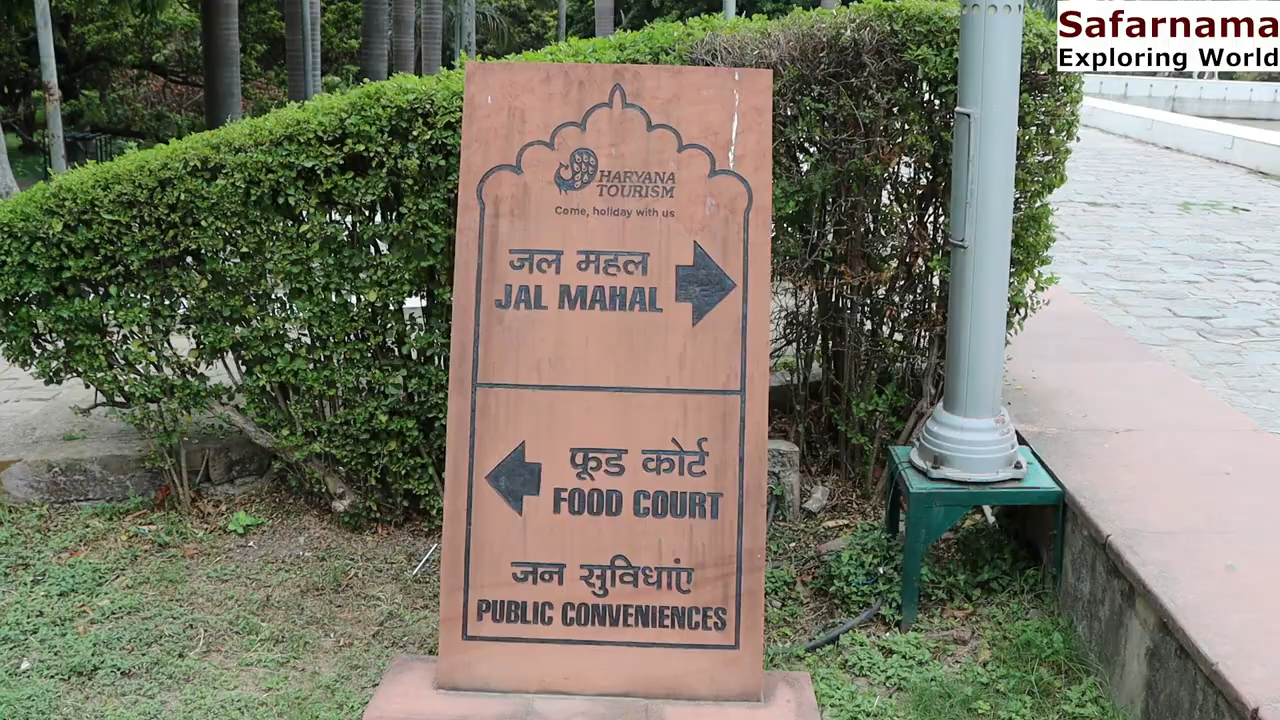 Safarnama
Exploring World
HARYANA
TOURISM
Come, holiday with us
जल महल
JAL MAHAL
फूड कोर्ट
FOOD COURT
जन सुविधाएं
PUBLIC CONVENIENCES